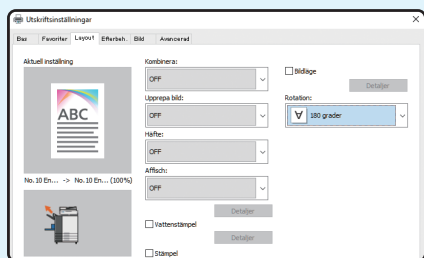 Utskriftsinställningar
Bas Favoriter Layout Efterbeh. Bild Avancerad
Aktuell inställning
ABC
No. 10 En... -> No. 10 En... (100%)
Kombinera:
OFF
Upprepa bild:
OFF
Häfte:
OFF
Affisch:
OFF
Detaljer
Vattenstämpel
Detaljer
Stämpel
Bildläge
Detaljer
Rotation:
A 180 grader